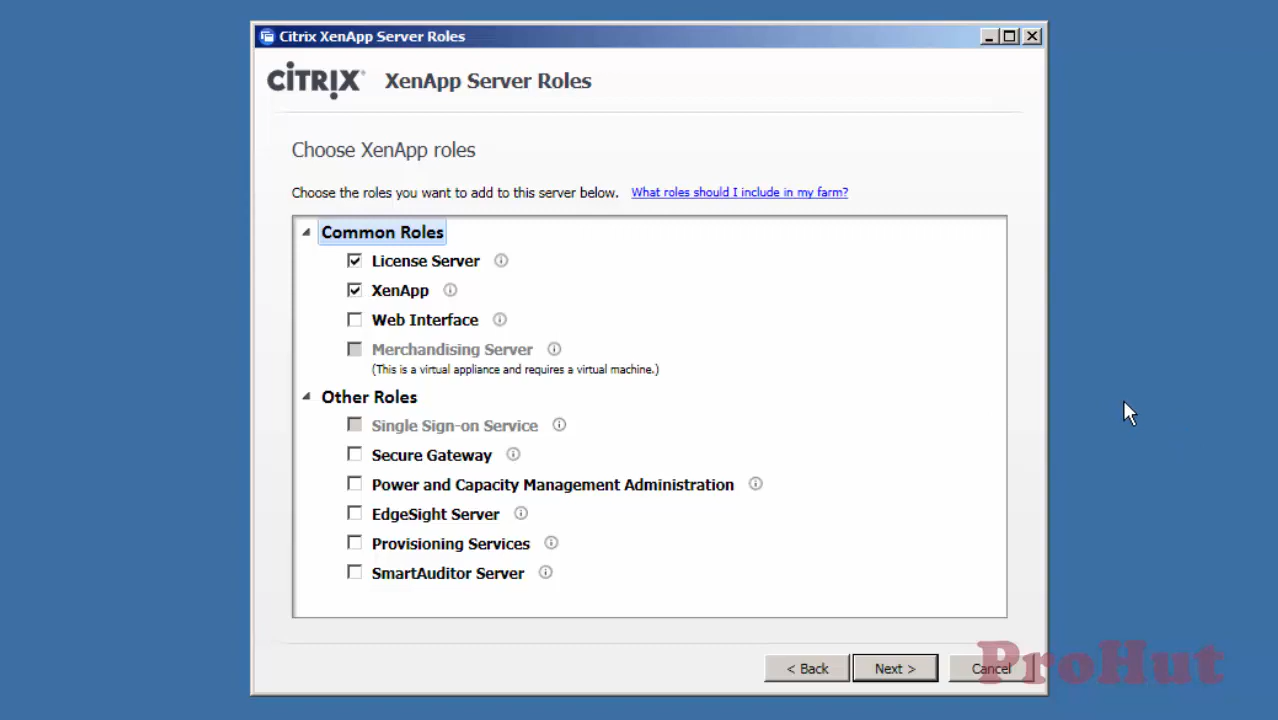 Citrix XenApp Server Roles
CiTRIX® XenApp Server Roles
Choose XenApp roles
Choose the roles you want to add to this server below. What roles should I include in my farm?
Common Roles
License Server
XenApp
Web Interface
Merchandising Server
(This is a virtual appliance and requires a virtual machine.)
Other Roles
Single Sign-on Service
Secure Gateway
Power and Capacity Management Administration
EdgeSight Server
Provisioning Services
SmartAuditor Server
< Back Next > Cancel
ProHut